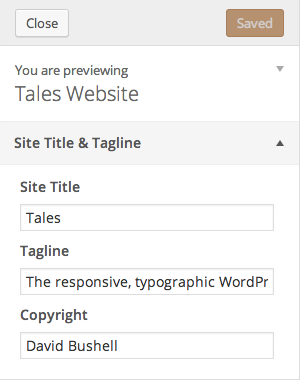 Close
Saved
You are previewing
Tales Website
Site Title & Tagline
Site Title
Tales
Tagline
The responsive, typographic WordPr
Copyright
David Bushell